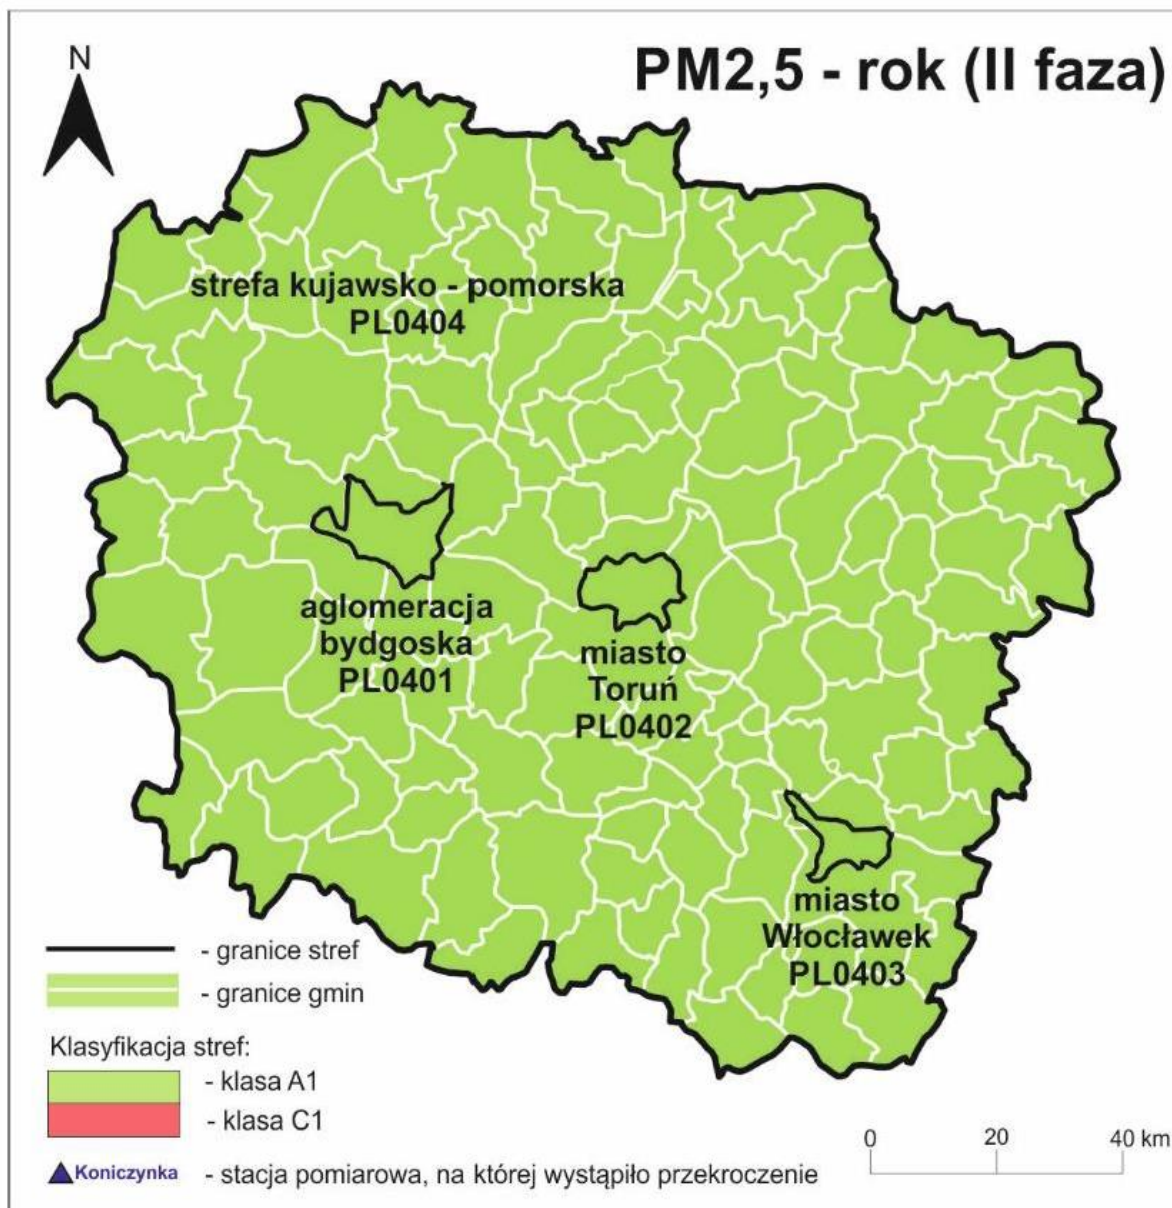 N
PM2,5 - rok (II faza)
strefa kujawsko - pomorska
PL0404
aglomeracja
bydgoska
PL0401
miasto
Toruń
PL0402
miasto
Włocławek
PL0403
- granice stref
- granice gmin
Klasyfikacja stref:
- klasa A1
- klasa C1
Koniczynka - stacja pomiarowa, na której wystąpiło przekroczenie
0 20 40 km